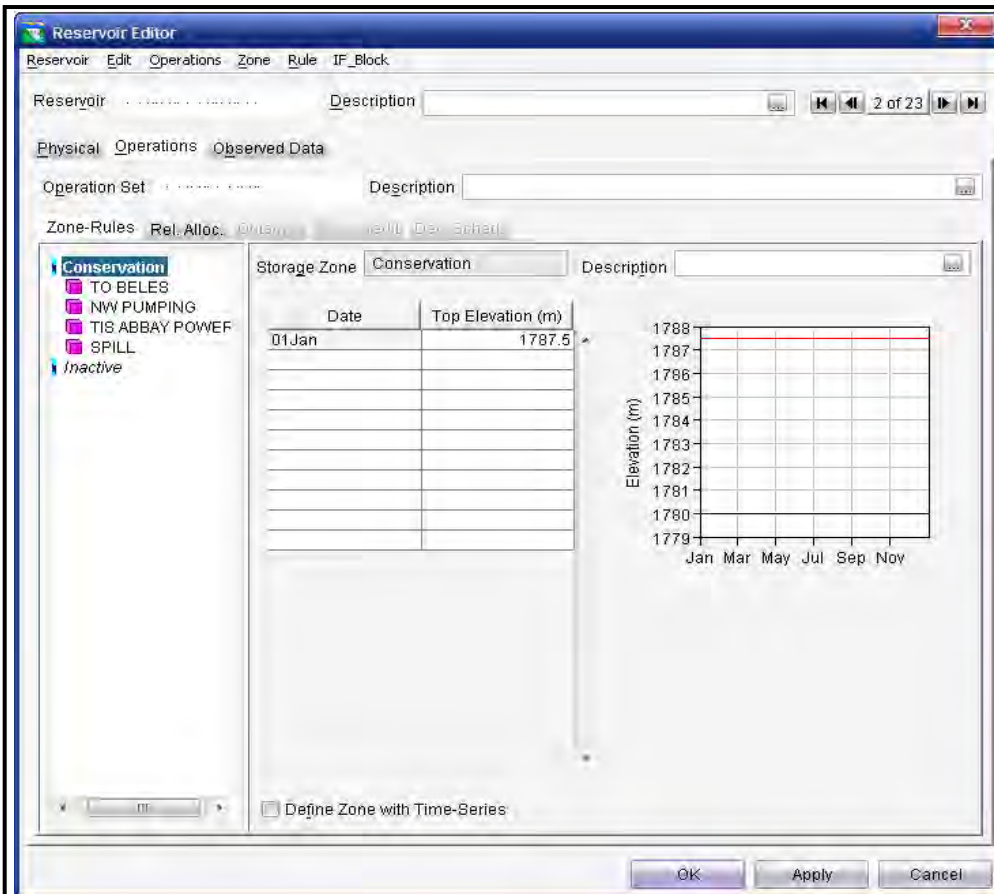 Reservoir Editor
X
Reservoir Edit Operations Zone Rule IF_Block
Reservoir Description ... 2 of 23
Physical Operations Observed Data
Operation Set Description ...
Zone-Rules Rel. Alloc.
Conservation
TO BELES
NW PUMPING
TIS ABBAY POWER
SPILL
Inactive
Storage Zone Conservation Description ...
Date Top Elevation (m)
01Jan 1787.5
Elevation (m)
1788
1787
1786
1785
1784
1783
1782
1781
1780
1779
Jan Mar May Jul Sep Nov
Define Zone with Time-Series
OK Apply Cancel